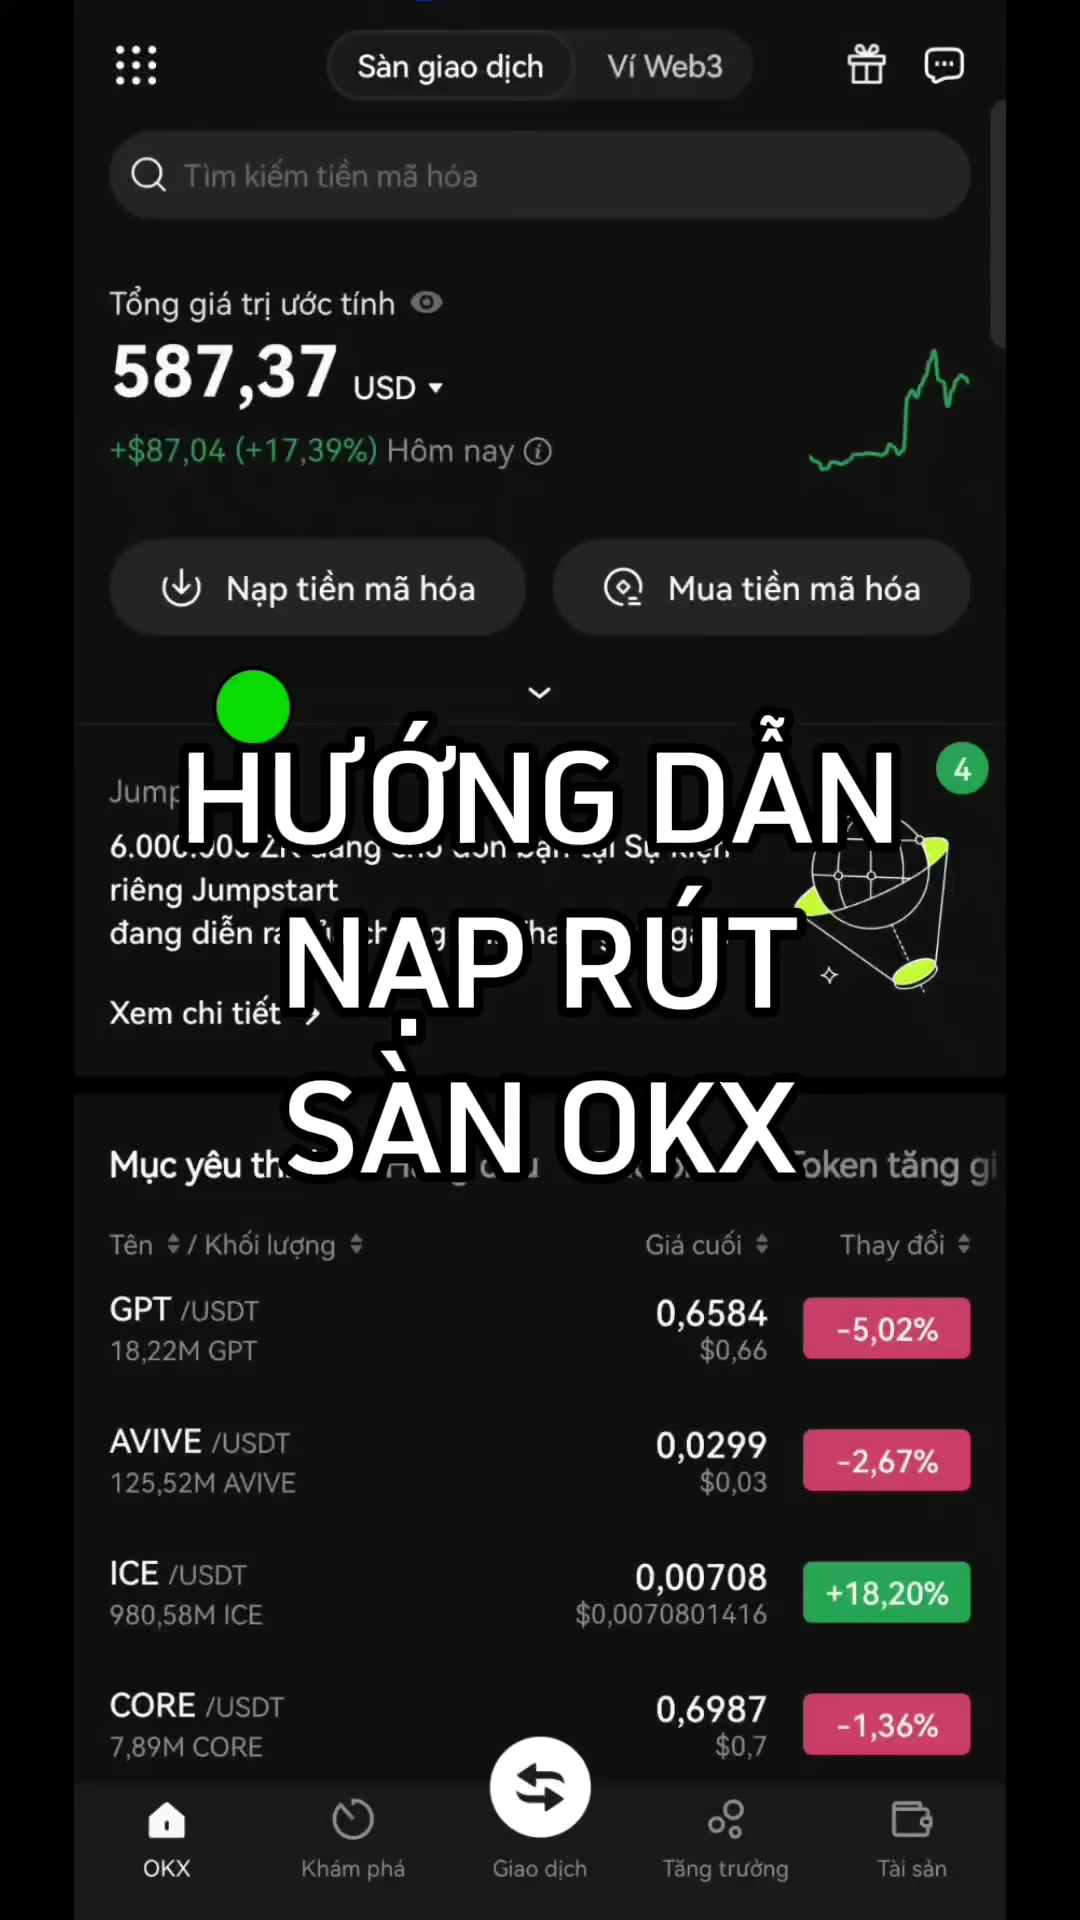 Sàn giao dịch Ví Web3
Tìm kiếm tiền mã hóa
Tổng giá trị ước tính
587,37 USD
+$87,04 (+17,39%) Hôm nay
Nạp tiền mã hóa Mua tiền mã hóa
HƯỚNG DẪN
NẠP RÚT
SÀN OKX
4
riêng Jumpstart
đang diễn
Xem chi tiết
Mục yêu Token tăng gi
Tên / Khối lượng Giá cuối Thay đổi
GPT /USDT 0,6584 -5,02%
18,22M GPT $0,66
AVIVE /USDT 0,0299 -2,67%
125,52M AVIVE $0,03
ICE /USDT 0,00708 +18,20%
980,58M ICE $0,0070801416
CORE /USDT 0,6987 -1,36%
7,89M CORE $0,7
OKX Khám phá Giao dịch Tăng trưởng Tài sản